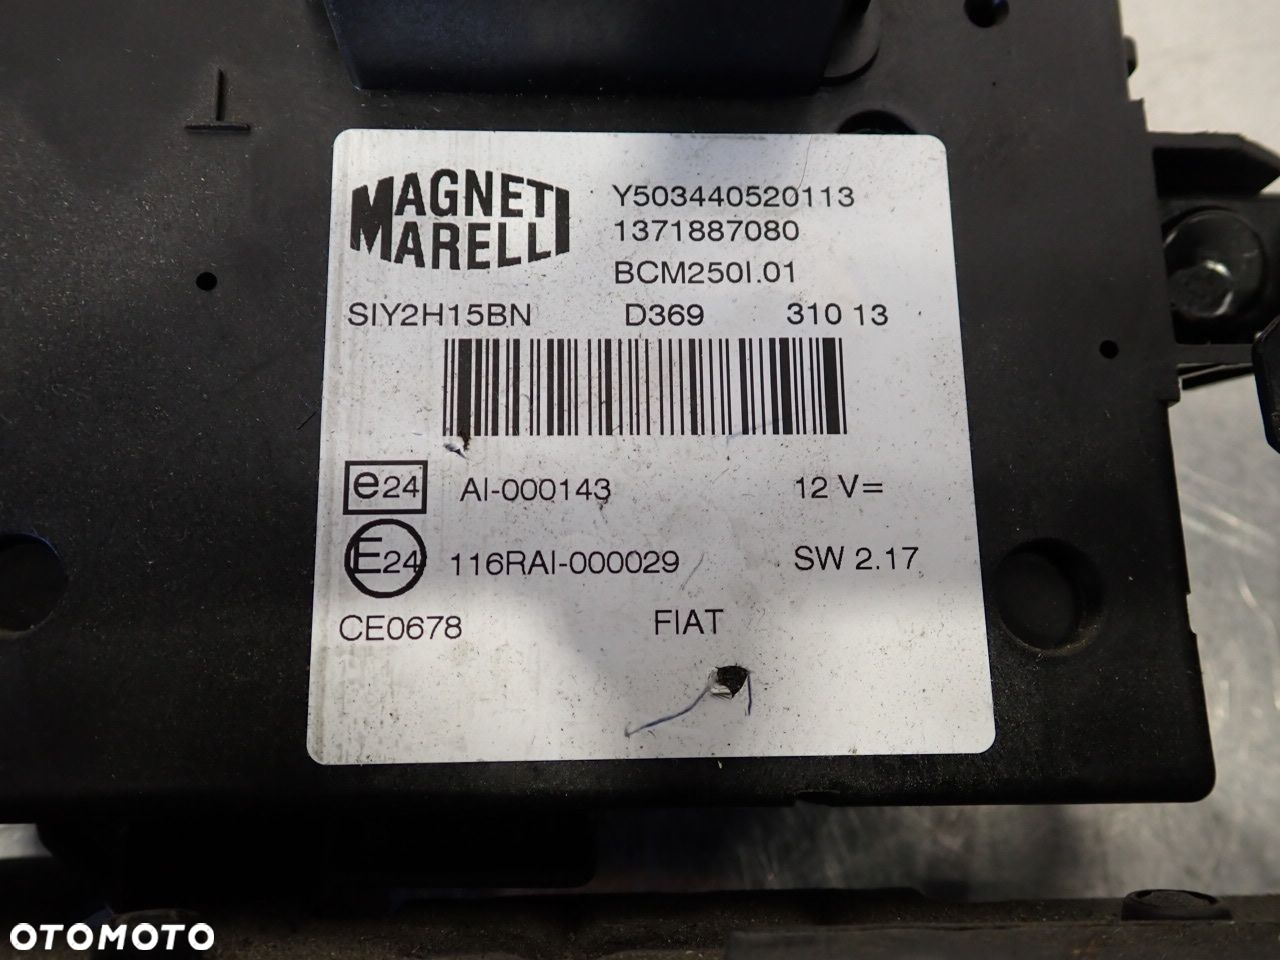 MAGNETI
MARELLI
Y503440520113
1371887080
BCM250I.01
SIY2H15BN D369 310 13
e24 AI-000143 12 V=
E24 116RAI-000029 SW 2.17
CE0678 FIAT
OTOMOTO